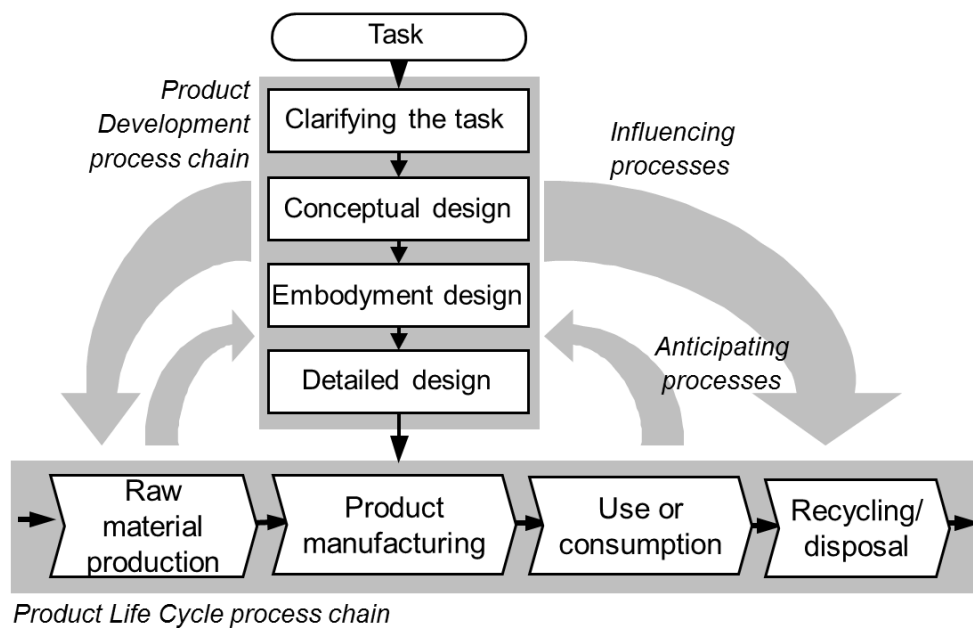 Task
Product
Development
process chain
Clarifying the task
Influencing
processes
Conceptual design
Embodyment design
Anticipating
processes
Detailed design
Raw
material
production
Product
manufacturing
Use or
consumption
Recycling/
disposal
Product Life Cycle process chain